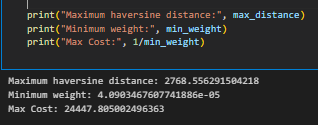 print("Maximum haversine distance:", max_distance)
print("Minimum weight:", min_weight)
print("Max Cost:", 1/min_weight)
Maximum haversine distance: 2768.556291504218
Minimum weight: 4.0903467607741886e-05
Max Cost: 24447.805002496363